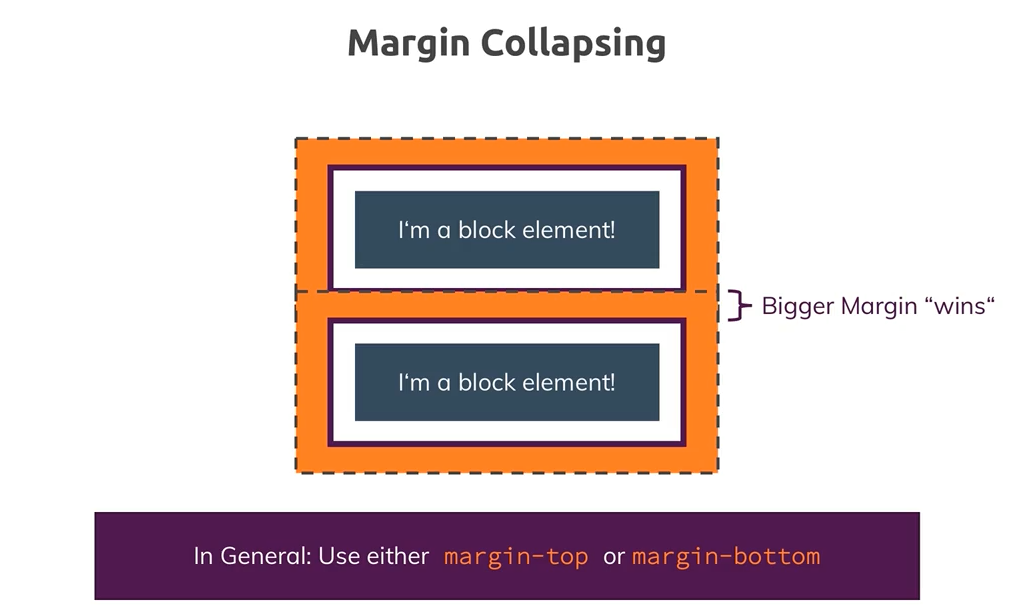 Margin Collapsing
I‘m a block element!
Bigger Margin “wins“
I‘m a block element!
In General: Use either margin-top or margin-bottom